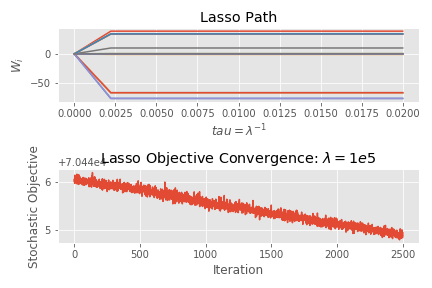 Lasso Path
0
−50
W_i
0.0000 0.0025 0.0050 0.0075 0.0100 0.0125 0.0150 0.0175 0.0200
tau = λ^{−1}
+7.044e4
Lasso Objective Convergence: λ = 1e5
6
5
Stochastic Objective
0 500 1000 1500 2000 2500
Iteration